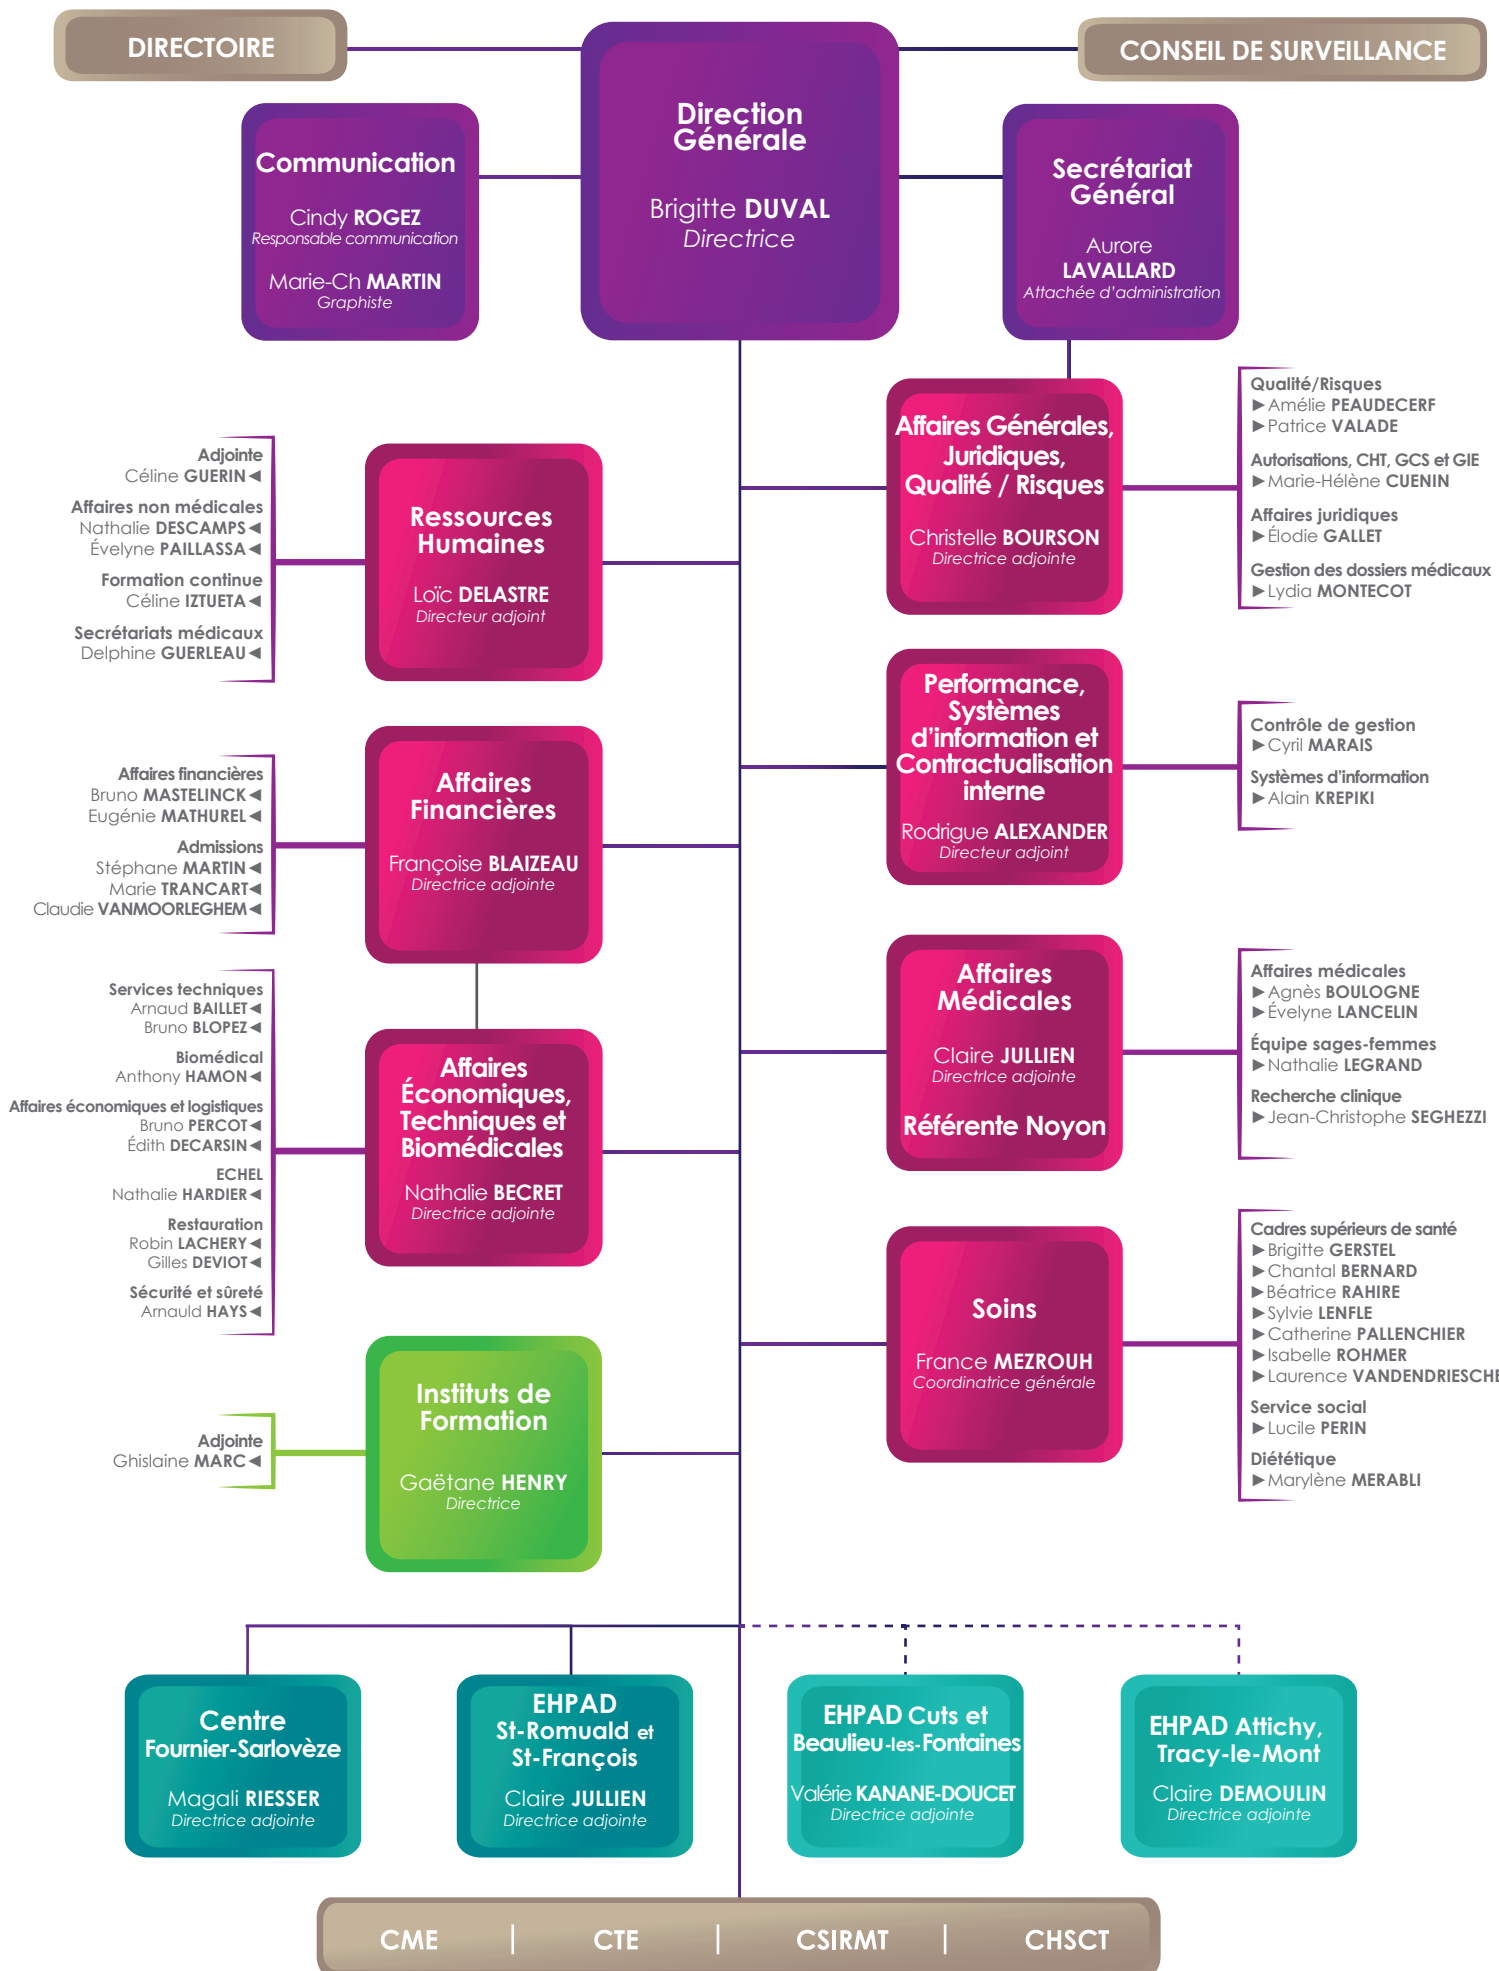 DIRECTOIRE
CONSEIL DE SURVEILLANCE
Direction
Générale
Brigitte DUVAL
Directrice
Communication
Cindy ROGEZ
Responsable communication
Marie-Ch MARTIN
Graphiste
Secrétariat
Général
Aurore
LAVALLARD
Attachée d'administration
Adjointe
Céline GUERIN◄
Affaires non médicales
Nathalie DESCAMPS◄
Évelyne PAILLASSA◄
Formation continue
Céline IZTUETA◄
Secrétariats médicaux
Delphine GUERLEAU◄
Ressources
Humaines
Loïc DELASTRE
Directeur adjoint
Affaires Générales,
Juridiques,
Qualité / Risques
Christelle BOURSON
Directrice adjointe
Qualité/Risques
►Amélie PEAUDECERF
►Patrice VALADE
Autorisations, CHT, GCS et GIE
►Marie-Hélène CUENIN
Affaires juridiques
►Élodie GALLET
Gestion des dossiers médicaux
►Lydia MONTECOT
Affaires financières
Bruno MASTELINCK◄
Eugénie MATHUREL◄
Admissions
Stéphane MARTIN◄
Marie TRANCART◄
Claudie VANMOORLEGHEM◄
Affaires
Financières
Françoise BLAIZEAU
Directrice adjointe
Performance,
Systèmes
d'information et
Contractualisation
interne
Rodrigue ALEXANDER
Directeur adjoint
Contrôle de gestion
►Cyril MARAIS
Systèmes d'information
►Alain KREPIKI
Services techniques
Arnaud BAILLET◄
Bruno BLOPEZ◄
Biomédical
Anthony HAMON◄
Affaires économiques et logistiques
Bruno PERCOT◄
Édith DECARSIN◄
ECHEL
Nathalie HARDIER◄
Restauration
Robin LACHERY◄
Gilles DEVIOT◄
Sécurité et sûreté
Arnauld HAYS◄
Affaires
Économiques,
Techniques et
Biomédicales
Nathalie BECRET
Directrice adjointe
Affaires
Médicales
Claire JULLIEN
DirectrIce adjointe
Référente Noyon
Affaires médicales
►Agnès BOULOGNE
►Évelyne LANCELIN
Équipe sages-femmes
►Nathalie LEGRAND
Recherche clinique
►Jean-Christophe SEGHEZZI
Soins
France MEZROUH
Coordinatrice générale
Cadres supérieurs de santé
►Brigitte GERSTEL
►Chantal BERNARD
►Béatrice RAHIRE
►Sylvie LENFLE
►Catherine PALLENCHIER
►Isabelle ROHMER
►Laurence VANDENDRIESCHE
Service social
►Lucile PERIN
Diététique
►Marylène MERABLI
Adjointe
Ghislaine MARC◄
Instituts de
Formation
Gaëtane HENRY
Directrice
Centre
Fournier-Sarlovèze
Magali RIESSER
Directrice adjointe
EHPAD
St-Romuald et
St-François
Claire JULLIEN
Directrice adjointe
EHPAD Cuts et
Beaulieu-les-Fontaines
Valérie KANANE-DOUCET
Directrice adjointe
EHPAD Attichy,
Tracy-le-Mont
Claire DEMOULIN
Directrice adjointe
CME | CTE | CSIRMT | CHSCT